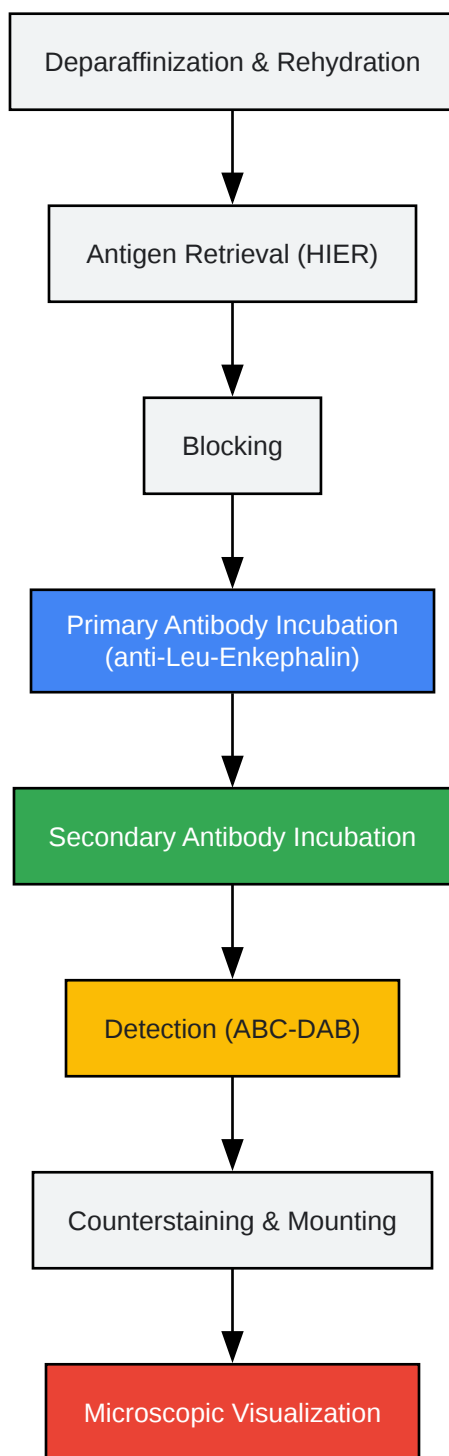 Deparaffinization & Rehydration
Antigen Retrieval (HIER)
Blocking
Primary Antibody Incubation
(anti-Leu-Enkephalin)
Secondary Antibody Incubation
Detection (ABC-DAB)
Counterstaining & Mounting
Microscopic Visualization